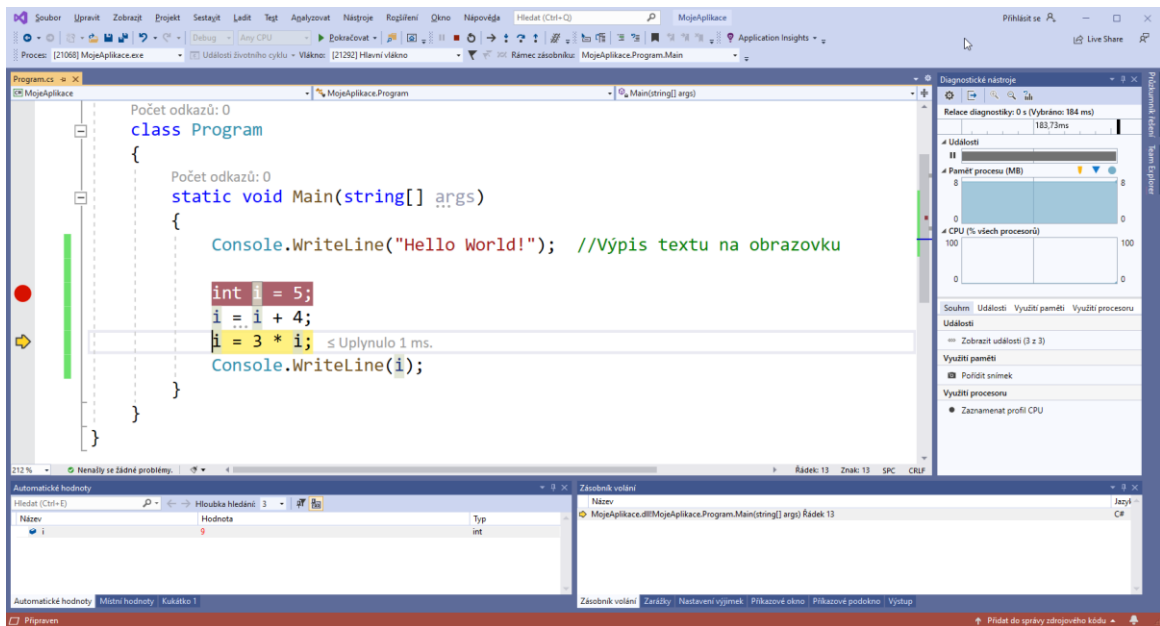 Soubor Upravit Zobrazit Projekt Sestavit Ladit Test Analyzovat Nástroje Rozšíření Okno Nápověda Hledat (Ctrl+Q) MojeAplikace Přihlásit se
Debug Any CPU Pokračovat Application Insights Live Share
Proces: [21068] MojeAplikace.exe Události životního cyklu Vlákno: [21292] Hlavní vlákno Rámec zásobníku: MojeAplikace.Program.Main
Program.cs
MojeAplikace MojeAplikace.Program Main(string[] args)
Počet odkazů: 0
class Program
{
Počet odkazů: 0
static void Main(string[] args)
{
Console.WriteLine("Hello World!"); //Výpis textu na obrazovku
int i = 5;
i = i + 4;
i = 3 * i; ≤ Uplynulo 1 ms.
Console.WriteLine(i);
}
}
}
212 % Nenašly se žádné problémy. Řádek: 13 Znak: 13 SPC CRLF
Diagnostické nástroje
Relace diagnostiky: 0 s (Vybráno: 184 ms)
183,73ms
Události
Paměť procesu (MB)
8 8
0 0
CPU (% všech procesorů)
100 100
0 0
Souhrn Události Využití paměti Využití procesoru
Události
Zobrazit události (3 z 3)
Využití paměti
Pořídit snímek
Využití procesoru
Zaznamenat profil CPU
Průzkumník řešení Team Explorer
Automatické hodnoty
Hledat (Ctrl+E) Hloubka hledání: 3
Název Hodnota Typ
i 9 int
Automatické hodnoty Místní hodnoty Kukátko 1
Zásobník volání
Název Jazyk
MojeAplikace.dll!MojeAplikace.Program.Main(string[] args) Řádek 13 C#
Zásobník volání Zarážky Nastavení výjimek Příkazové okno Příkazové podokno Výstup
Připraven Přidat do správy zdrojového kódu